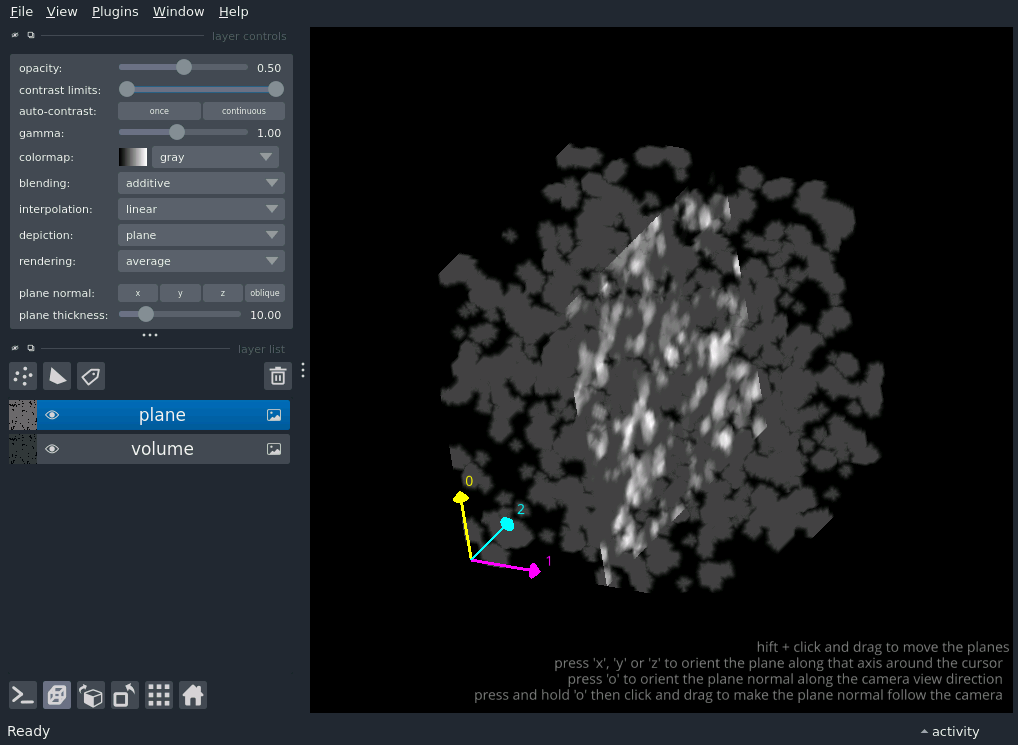 File View Plugins Window Help
layer controls
opacity: 0.50
contrast limits:
auto-contrast: once continuous
gamma: 1.00
colormap: gray
blending: additive
interpolation: linear
depiction: plane
rendering: average
plane normal: x y z oblique
plane thickness: 10.00
layer list
plane
volume
0
2
1
hift + click and drag to move the planes
press 'x', 'y' or 'z' to orient the plane along that axis around the cursor
press 'o' to orient the plane normal along the camera view direction
press and hold 'o' then click and drag to make the plane normal follow the camera
Ready activity